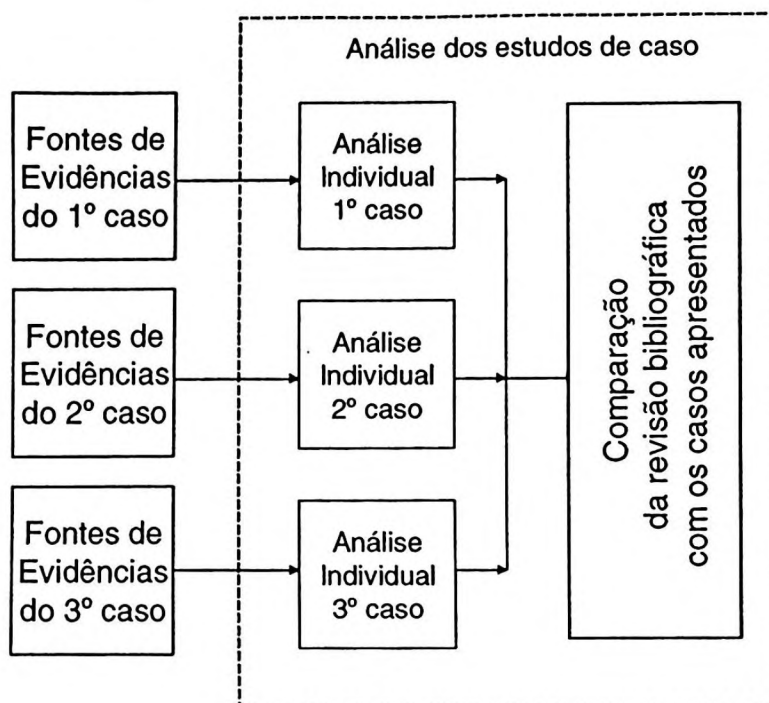 Análise dos estudos de caso
Fontes de
Evidências
do 1º caso
Análise
Individual
1º caso
Fontes de
Evidências
do 2º caso
Análise
Individual
2º caso
Fontes de
Evidências
do 3º caso
Análise
Individual
3º caso
Comparação
da revisão bibliográfica
com os casos apresentados